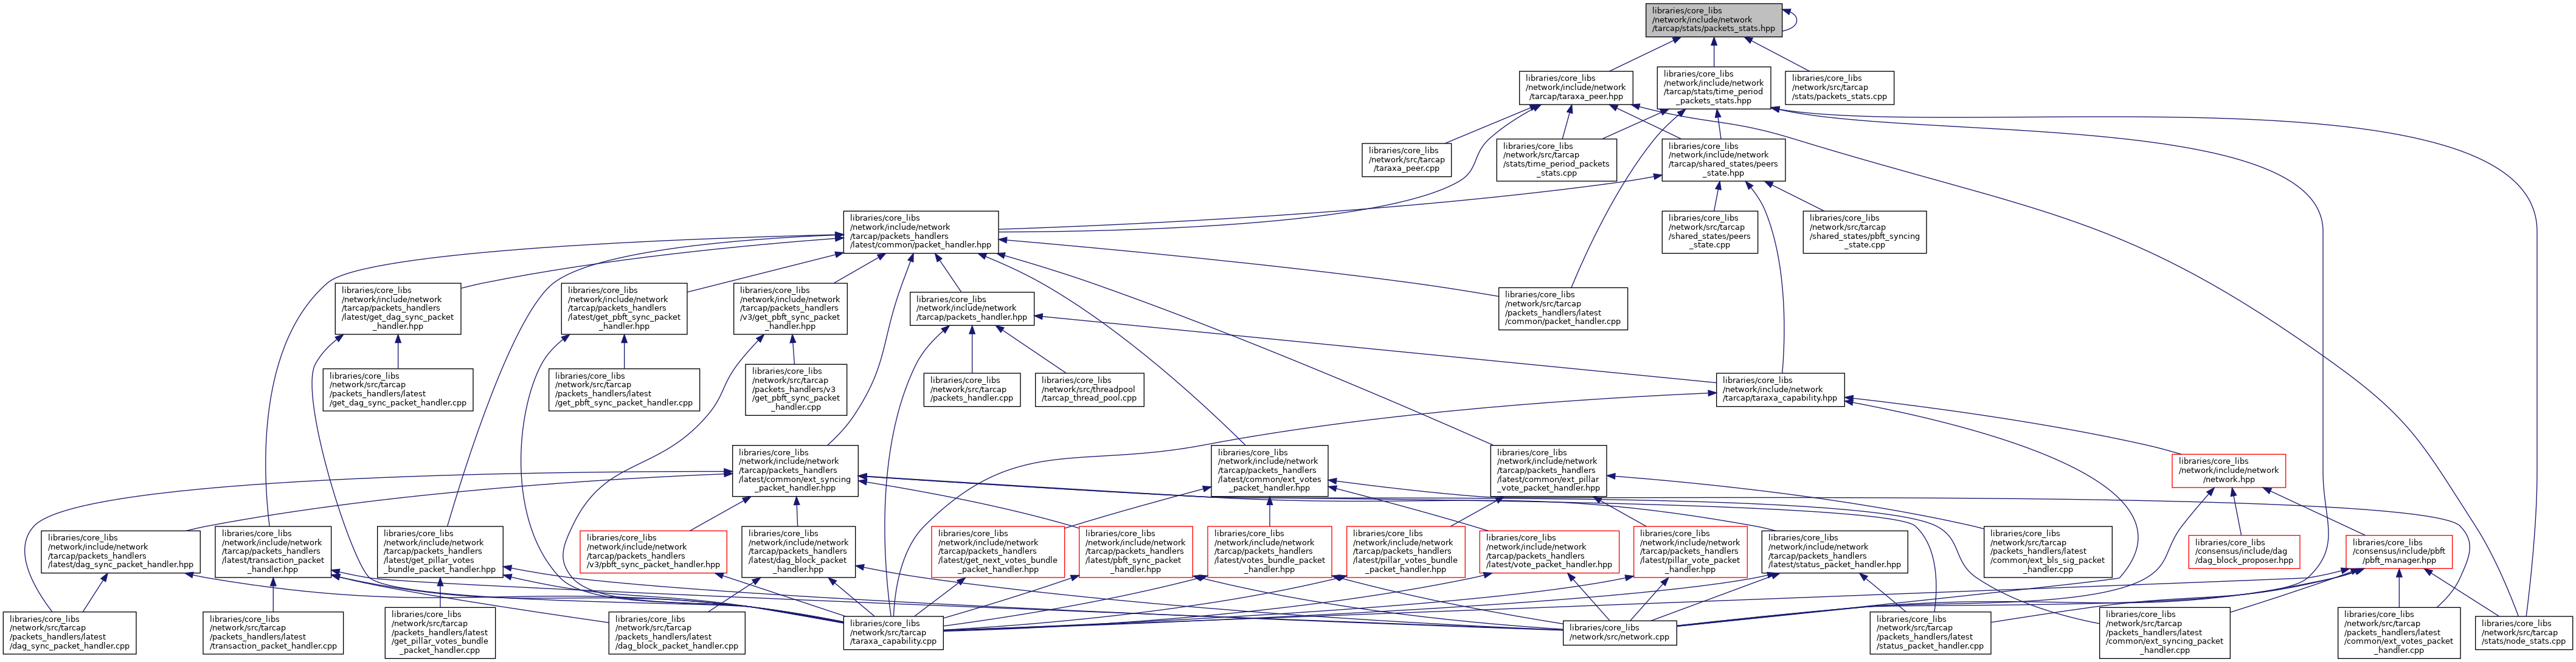 libraries/core_libs
/network/include/network
/tarcap/stats/packets_stats.hpp
libraries/core_libs
/network/include/network
/tarcap/taraxa_peer.hpp
libraries/core_libs
/network/include/network
/tarcap/stats/time_period
_packets_stats.hpp
libraries/core_libs
/network/src/tarcap
/stats/packets_stats.cpp
libraries/core_libs
/network/src/tarcap
/taraxa_peer.cpp
libraries/core_libs
/network/src/tarcap
/stats/time_period_packets
_stats.cpp
libraries/core_libs
/network/include/network
/tarcap/shared_states/peers
_state.hpp
libraries/core_libs
/network/include/network
/tarcap/packets_handlers
/latest/common/packet_handler.hpp
libraries/core_libs
/network/src/tarcap
/shared_states/peers
_state.cpp
libraries/core_libs
/network/src/tarcap
/shared_states/pbft_syncing
_state.cpp
libraries/core_libs
/network/include/network
/tarcap/packets_handlers
/latest/get_dag_sync_packet
_handler.hpp
libraries/core_libs
/network/include/network
/tarcap/packets_handlers
/latest/get_pbft_sync_packet
_handler.hpp
libraries/core_libs
/network/include/network
/tarcap/packets_handlers
/v3/get_pbft_sync_packet
_handler.hpp
libraries/core_libs
/network/include/network
/tarcap/packets_handler.hpp
libraries/core_libs
/network/src/tarcap
/packets_handlers/latest
/common/packet_handler.cpp
libraries/core_libs
/network/src/tarcap
/packets_handlers/latest
/get_dag_sync_packet_handler.cpp
libraries/core_libs
/network/src/tarcap
/packets_handlers/latest
/get_pbft_sync_packet_handler.cpp
libraries/core_libs
/network/src/tarcap
/packets_handlers/v3
/get_pbft_sync_packet
_handler.cpp
libraries/core_libs
/network/src/tarcap
/packets_handler.cpp
libraries/core_libs
/network/src/threadpool
/tarcap_thread_pool.cpp
libraries/core_libs
/network/include/network
/tarcap/taraxa_capability.hpp
libraries/core_libs
/network/include/network
/tarcap/packets_handlers
/latest/common/ext_syncing
_packet_handler.hpp
libraries/core_libs
/network/include/network
/tarcap/packets_handlers
/latest/common/ext_votes
_packet_handler.hpp
libraries/core_libs
/network/include/network
/tarcap/packets_handlers
/latest/common/ext_pillar
_vote_packet_handler.hpp
libraries/core_libs
/network/include/network
/network.hpp
libraries/core_libs
/network/include/network
/tarcap/packets_handlers
/latest/dag_sync_packet_handler.hpp
libraries/core_libs
/network/include/network
/tarcap/packets_handlers
/latest/transaction_packet
_handler.hpp
libraries/core_libs
/network/include/network
/tarcap/packets_handlers
/latest/get_pillar_votes
_bundle_packet_handler.hpp
libraries/core_libs
/network/include/network
/tarcap/packets_handlers
/v3/pbft_sync_packet_handler.hpp
libraries/core_libs
/network/include/network
/tarcap/packets_handlers
/latest/dag_block_packet
_handler.hpp
libraries/core_libs
/network/include/network
/tarcap/packets_handlers
/latest/get_next_votes_bundle
_packet_handler.hpp
libraries/core_libs
/network/include/network
/tarcap/packets_handlers
/latest/pbft_sync_packet
_handler.hpp
libraries/core_libs
/network/include/network
/tarcap/packets_handlers
/latest/votes_bundle_packet
_handler.hpp
libraries/core_libs
/network/include/network
/tarcap/packets_handlers
/latest/pillar_votes_bundle
_packet_handler.hpp
libraries/core_libs
/network/include/network
/tarcap/packets_handlers
/latest/vote_packet_handler.hpp
libraries/core_libs
/network/include/network
/tarcap/packets_handlers
/latest/pillar_vote_packet
_handler.hpp
libraries/core_libs
/network/include/network
/tarcap/packets_handlers
/latest/status_packet_handler.hpp
libraries/core_libs
/network/src/tarcap
/packets_handlers/latest
/common/ext_bls_sig_packet
_handler.cpp
libraries/core_libs
/consensus/include/dag
/dag_block_proposer.hpp
libraries/core_libs
/consensus/include/pbft
/pbft_manager.hpp
libraries/core_libs
/network/src/tarcap
/packets_handlers/latest
/dag_sync_packet_handler.cpp
libraries/core_libs
/network/src/tarcap
/packets_handlers/latest
/transaction_packet_handler.cpp
libraries/core_libs
/network/src/tarcap
/packets_handlers/latest
/get_pillar_votes_bundle
_packet_handler.cpp
libraries/core_libs
/network/src/tarcap
/packets_handlers/latest
/dag_block_packet_handler.cpp
libraries/core_libs
/network/src/tarcap
/taraxa_capability.cpp
libraries/core_libs
/network/src/network.cpp
libraries/core_libs
/network/src/tarcap
/packets_handlers/latest
/status_packet_handler.cpp
libraries/core_libs
/network/src/tarcap
/packets_handlers/latest
/common/ext_syncing_packet
_handler.cpp
libraries/core_libs
/network/src/tarcap
/packets_handlers/latest
/common/ext_votes_packet
_handler.cpp
libraries/core_libs
/network/src/tarcap
/stats/node_stats.cpp